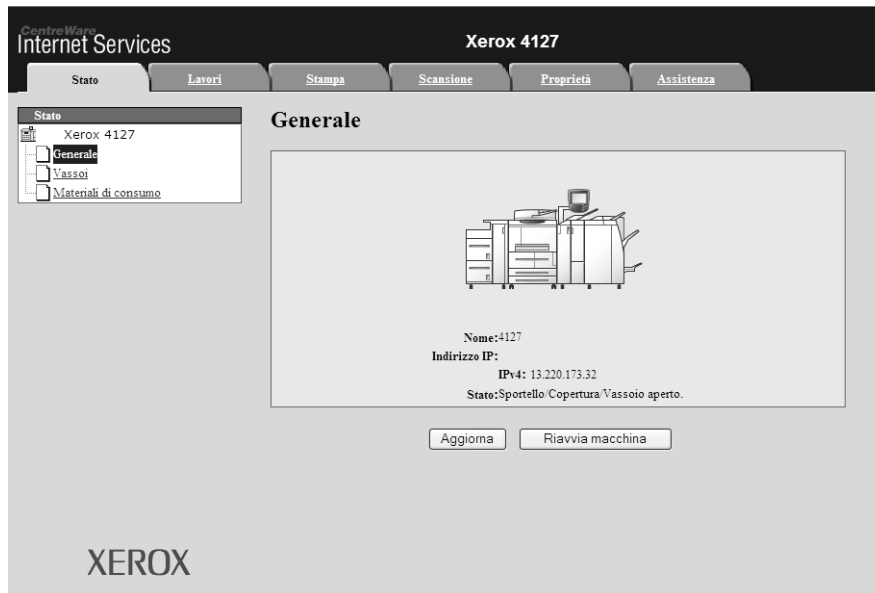 CentreWare
Internet Services
Xerox 4127
Stato
Lavori
Stampa
Scansione
Proprietà
Assistenza
Stato
Xerox 4127
Generale
Vassoi
Materiali di consumo
Generale
Nome:4127
Indirizzo IP:
IPv4: 13.220.173.32
Stato:Sportello/Copertura/Vassoio aperto.
Aggiorna
Riavvia macchina
XEROX